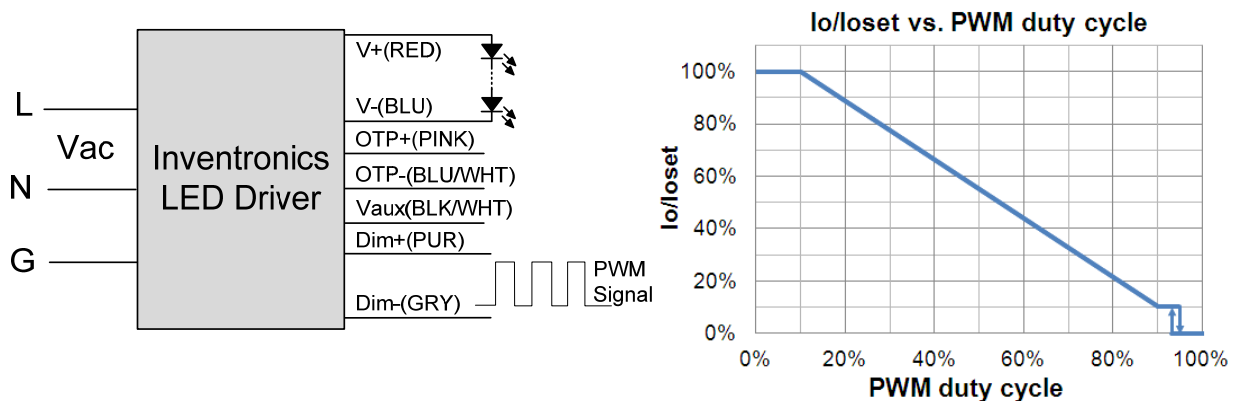 L
Vac
N
G
Inventronics
LED Driver
V+(RED)
V-(BLU)
OTP+(PINK)
OTP-(BLU/WHT)
Vaux(BLK/WHT)
Dim+(PUR)
Dim-(GRY)
PWM
Signal
Io/Ioset vs. PWM duty cycle
Io/Ioset
100%
80%
60%
40%
20%
0%
0% 20% 40% 60% 80% 100%
PWM duty cycle